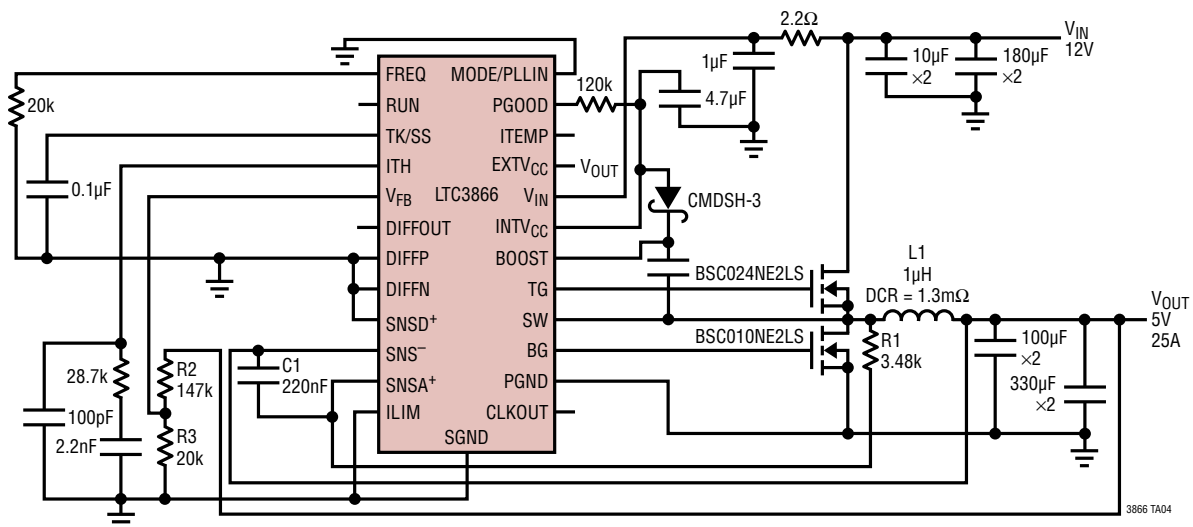 2.2Ω
V_IN
12V
1µF
10µF
×2
180µF
×2
FREQ
MODE/PLLIN
120k
4.7µF
20k
RUN
PGOOD
TK/SS
ITEMP
ITH
EXTV_CC
V_OUT
0.1µF
V_FB
LTC3866
V_IN
CMDSH-3
DIFFOUT
INTV_CC
DIFFP
BOOST
BSC024NE2LS
L1
1µH
DCR = 1.3mΩ
DIFFN
TG
V_OUT
5V
25A
SNSD+
SW
BSC010NE2LS
R1
3.48k
100µF
×2
SNS–
BG
C1
220nF
28.7k
R2
147k
SNSA+
PGND
330µF
×2
100pF
ILIM
CLKOUT
2.2nF
R3
20k
SGND
3866 TA04